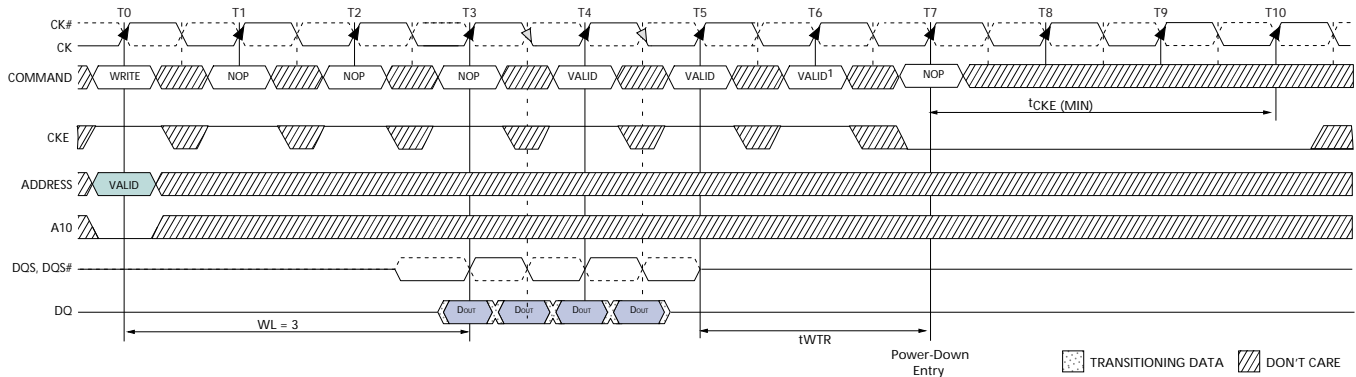 T0 T1 T2 T3 T4 T5 T6 T7 T8 T9 T10
CK#
CK
COMMAND WRITE NOP NOP NOP VALID VALID VALID1 NOP
tCKE (MIN)
CKE
ADDRESS VALID
A10
DQS, DQS#
DQ DOUT DOUT DOUT DOUT
WL = 3
tWTR
Power-Down
Entry
TRANSITIONING DATA DON'T CARE